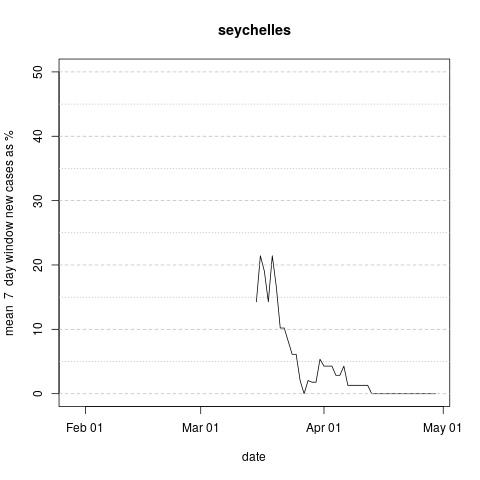 seychelles
mean  7  day window new cases as %
50
40
30
20
10
0
Feb 01
Mar 01
Apr 01
May 01
date